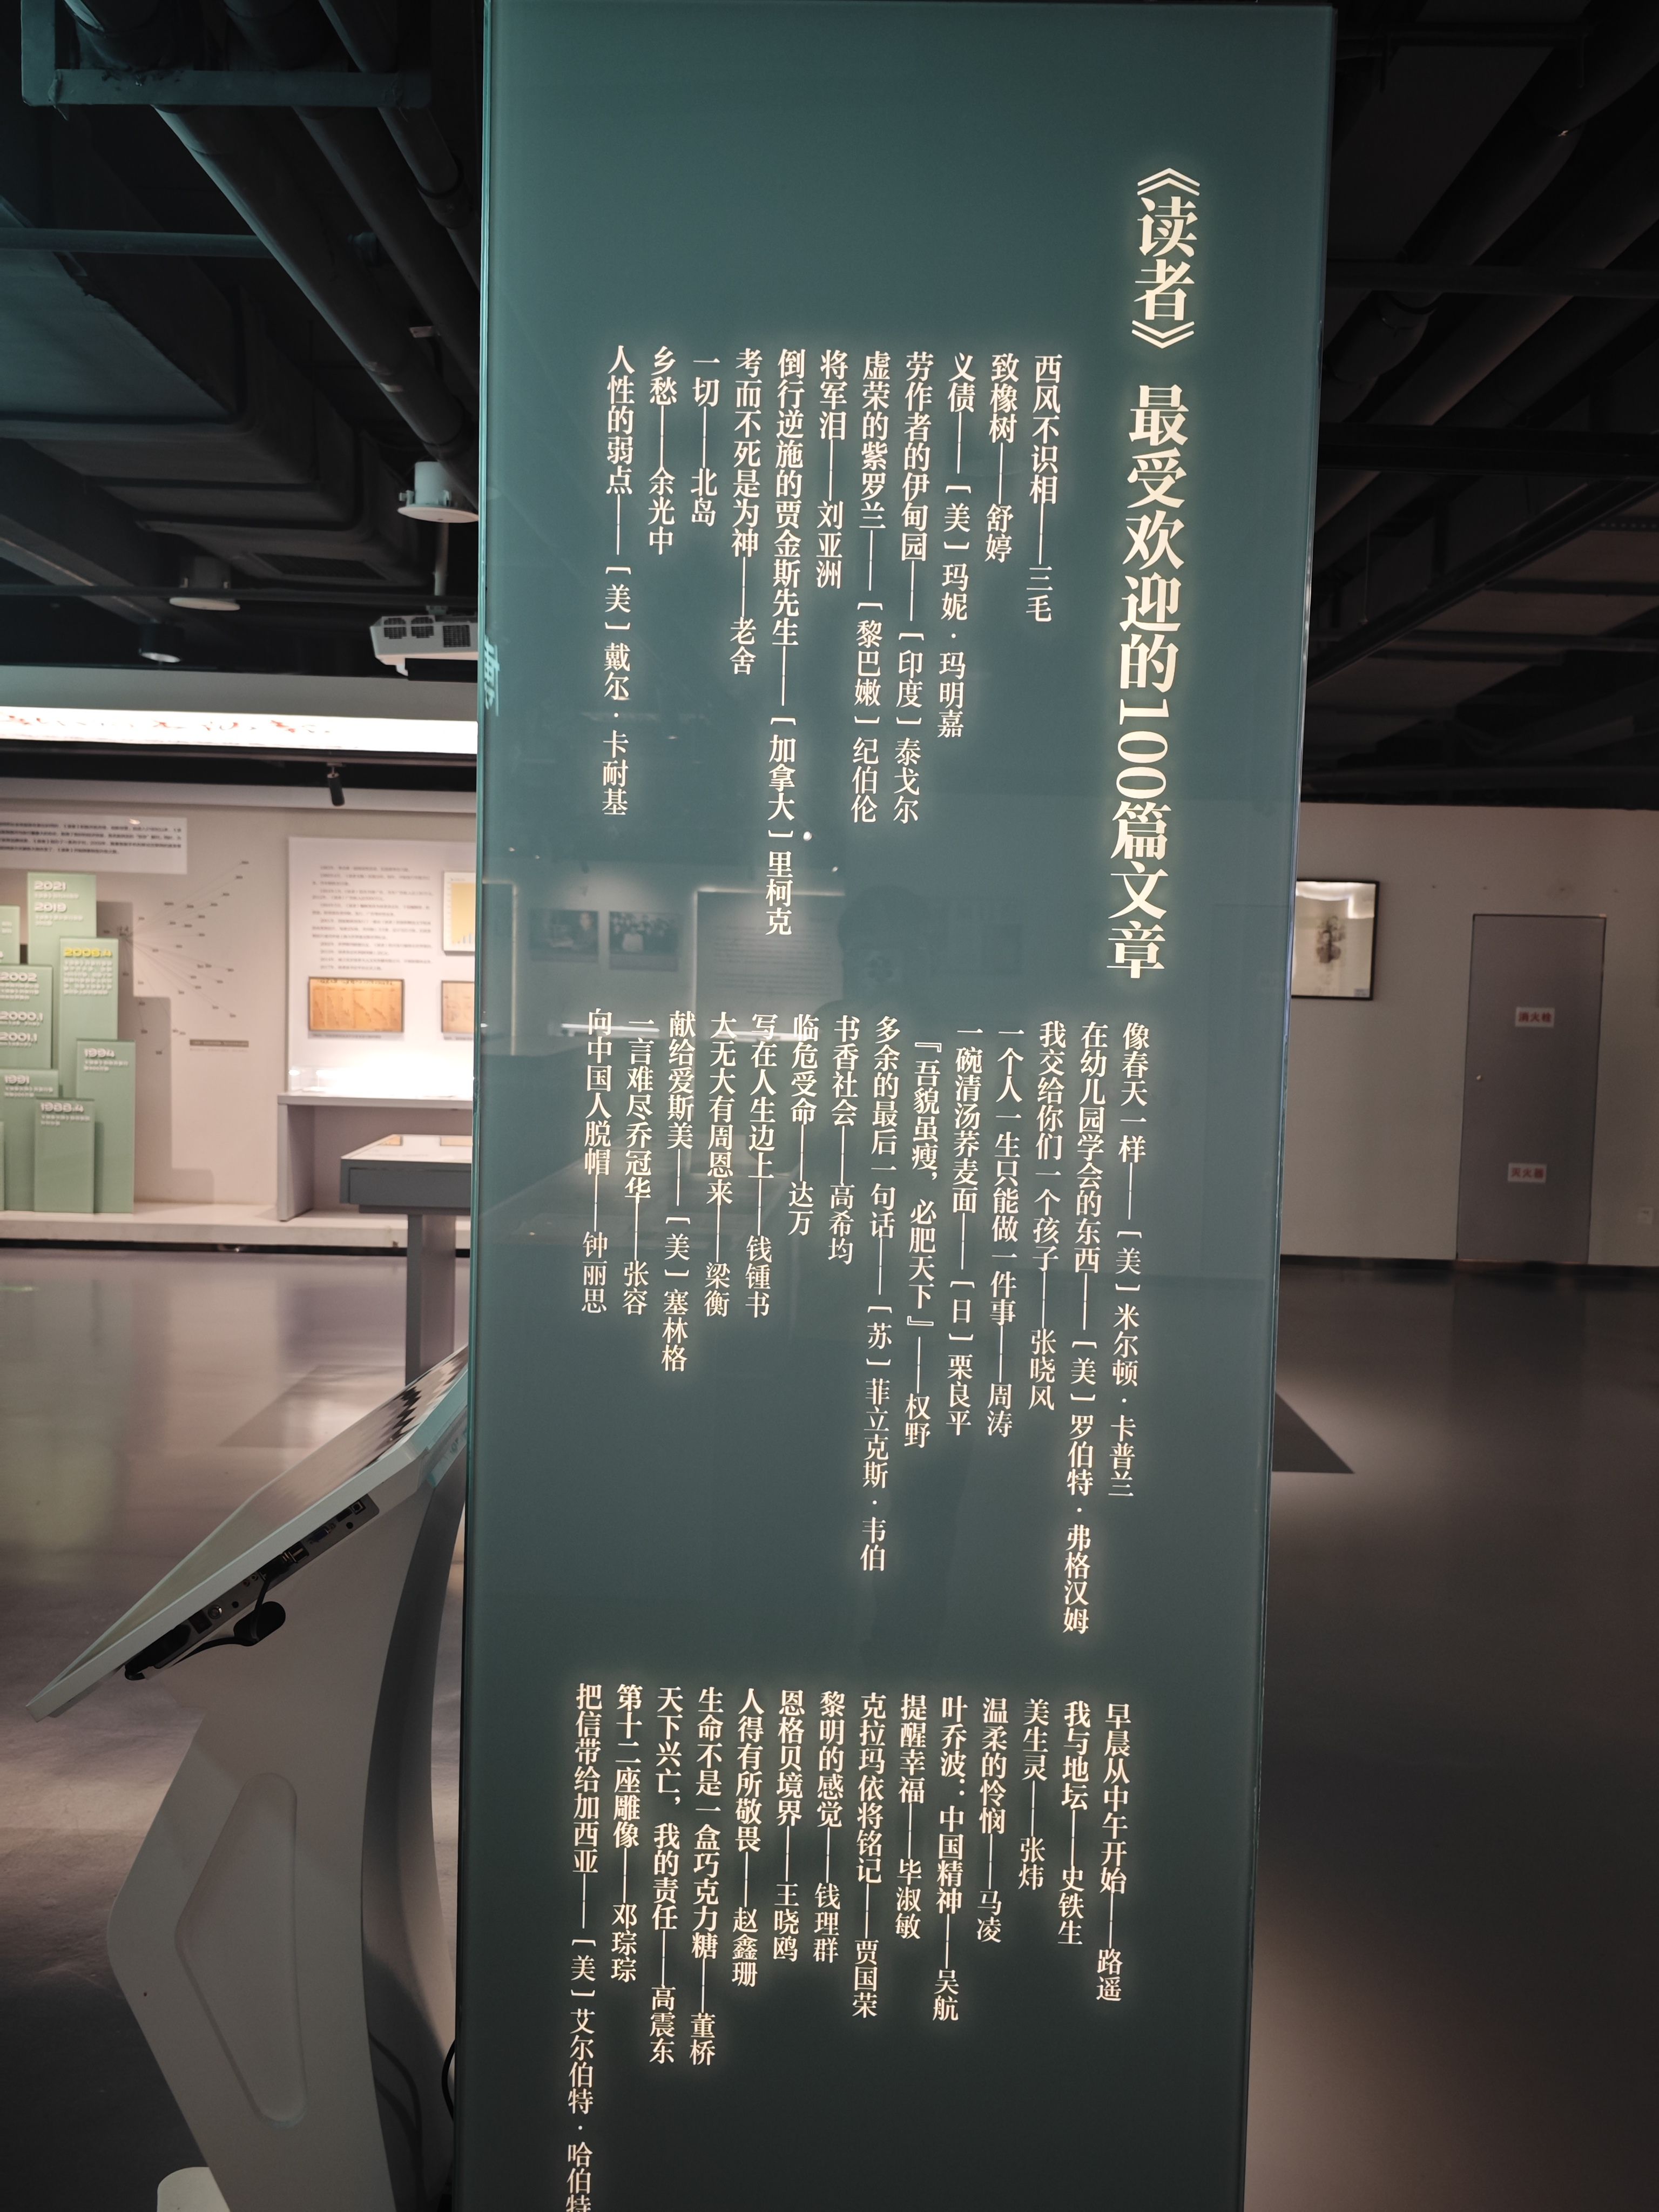 《读者》最受欢迎的100篇文章
西风不识相——三毛
致橡树——舒婷
义债——［美］玛妮·玛明嘉
劳作者的伊甸园——［印度］泰戈尔
虚荣的紫罗兰——［黎巴嫩］纪伯伦
将军泪——刘亚洲
倒行逆施的贾金斯先生——［加拿大］里柯克
考而不死是为神——老舍
一切——北岛
乡愁——余光中
人性的弱点——［美］戴尔·卡耐基
像春天一样——［美］米尔顿·卡普兰
在幼儿园学会的东西——［美］罗伯特·弗格汉姆
我交给你们一个孩子——张晓风
一个人一生只能做一件事——周涛
一碗清汤荞麦面——［日］栗良平
『吾貌虽瘦，必肥天下』——权野
多余的最后一句话——［苏］菲立克斯·韦伯
书香社会——高希均
临危受命——达万
写在人生边上——钱锺书
大无大有周恩来——梁衡
献给爱斯美——［美］塞林格
一言难尽乔冠华——张容
向中国人脱帽——钟丽思
早晨从中午开始——路遥
我与地坛——史铁生
美生灵——张炜
温柔的怜悯——马凌
叶乔波：中国精神——吴航
提醒幸福——毕淑敏
克拉玛依将铭记——贾国荣
黎明的感觉——钱理群
恩格贝境界——王晓鸥
人得有所敬畏——赵鑫珊
生命不是一盒巧克力糖——董桥
天下兴亡，我的责任——高震东
第十二座雕像——邓琮琮
把信带给加西亚——［美］艾尔伯特·哈伯特
2021
2019
2008.4
2002
2000.1
2001.1
1994
1991
1988.4
消火栓
灭火器